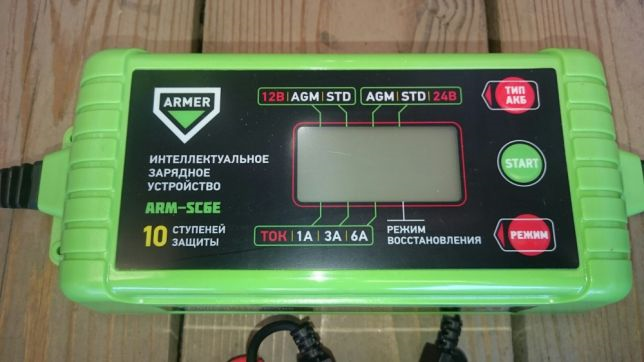 ARMER
ИНТЕЛЛЕКТУАЛЬНОЕ
ЗАРЯДНОЕ
УСТРОЙСТВО
ARM-SC6E
10 СТУПЕНЕЙ
ЗАЩИТЫ
12В | AGM | STD
AGM | STD | 24В
ТОК | 1А | 3А | 6А
РЕЖИМ
ВОССТАНОВЛЕНИЯ
ТИП
АКБ
START
РЕЖИМ